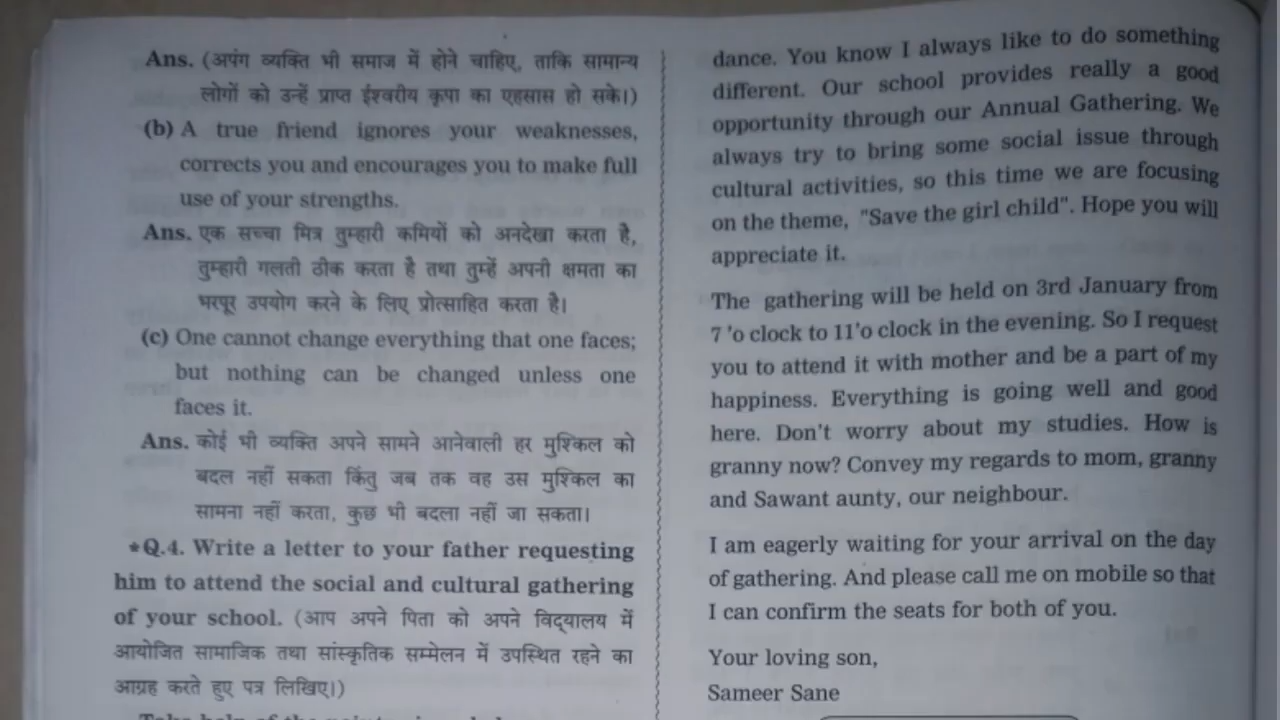 Ans. (अपंग व्यक्ति भी समाज में होने चाहिए, ताकि सामान्य
लोगों को उन्हें प्राप्त ईश्वरीय कृपा का एहसास हो सके।)
(b) A true friend ignores your weaknesses,
corrects you and encourages you to make full
use of your strengths.
Ans. एक सच्चा मित्र तुम्हारी कमियों को अनदेखा करता है,
तुम्हारी गलती ठीक करता है तथा तुम्हें अपनी क्षमता का
भरपूर उपयोग करने के लिए प्रोत्साहित करता है।
(c) One cannot change everything that one faces;
but nothing can be changed unless one
faces it.
Ans. कोई भी व्यक्ति अपने सामने आनेवाली हर मुश्किल को
बदल नहीं सकता किंतु जब तक वह उस मुश्किल का
सामना नहीं करता, कुछ भी बदला नहीं जा सकता।
*Q.4. Write a letter to your father requesting
him to attend the social and cultural gathering
of your school. (आप अपने पिता को अपने विद्‌यालय में
आयोजित सामाजिक तथा सांस्कृतिक सम्मेलन में उपस्थित रहने का
आग्रह करते हुए पत्र लिखिए।)
dance. You know I always like to do something
different. Our school provides really a good
opportunity through our Annual Gathering. We
always try to bring some social issue through
cultural activities, so this time we are focusing
on the theme, "Save the girl child". Hope you will
appreciate it.
The gathering will be held on 3rd January from
7 'o clock to 11'o clock in the evening. So I request
you to attend it with mother and be a part of my
happiness. Everything is going well and good
here. Don't worry about my studies. How is
granny now? Convey my regards to mom, granny
and Sawant aunty, our neighbour.
I am eagerly waiting for your arrival on the day
of gathering. And please call me on mobile so that
I can confirm the seats for both of you.
Your loving son,
Sameer Sane